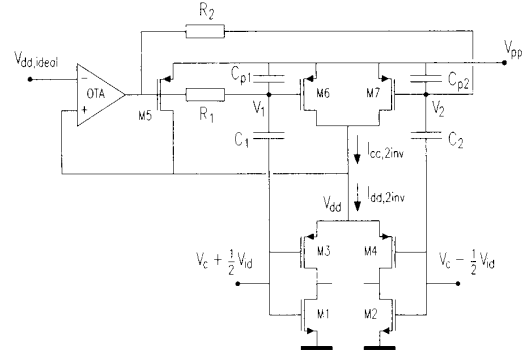 R2
Vdd,ideal
Vpp
Cp1
Cp2
OTA
M5
R1
V1
M6
M7
V2
C1
C2
Icc,2inv
Idd,2inv
Vdd
M3
M4
Vc + 1/2 Vid
Vc - 1/2 Vid
M1
M2